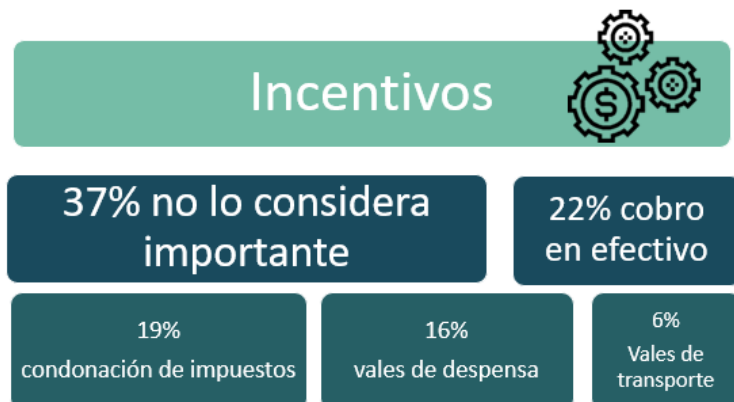 Incentivos
$
37% no lo considera
importante
22% cobro
en efectivo
19%
condonación de impuestos
16%
vales de despensa
6%
Vales de
transporte